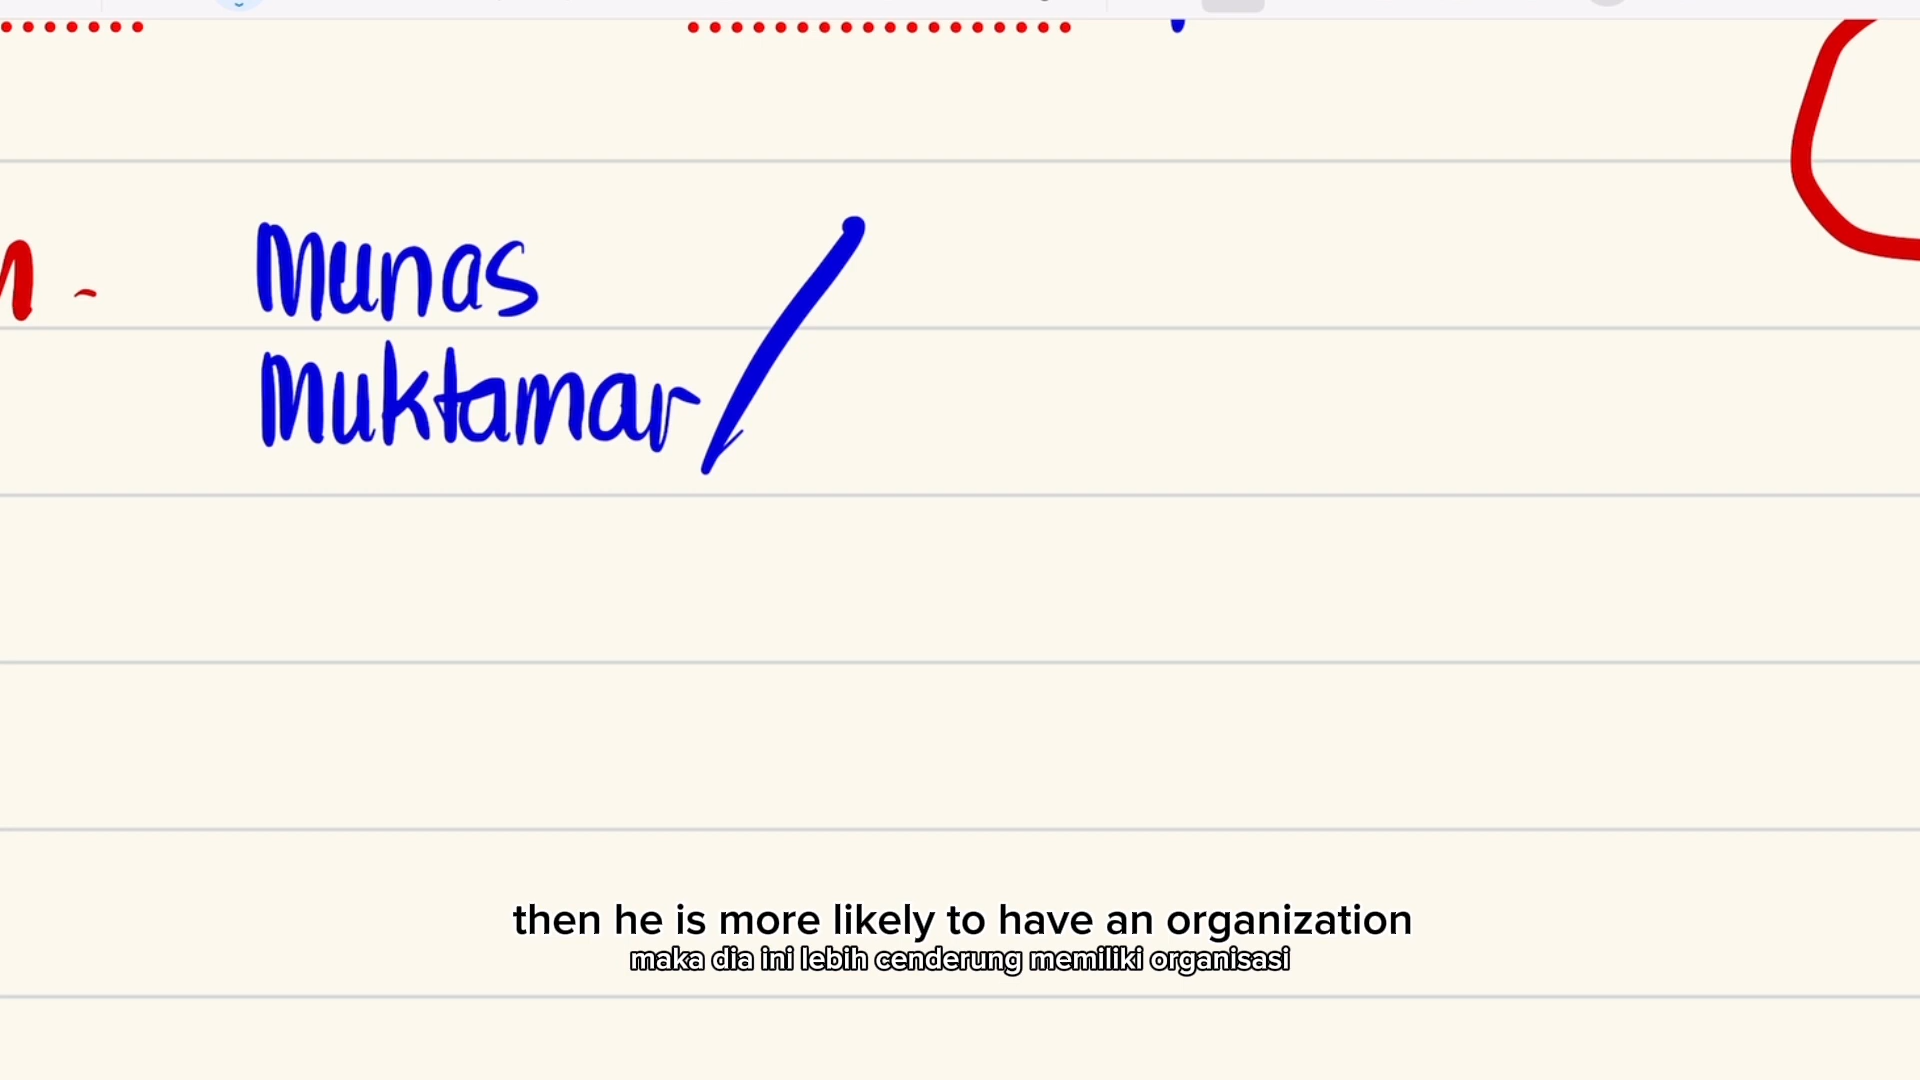 Munas
Muktamar/
then he is more likely to have an organization
maka dia ini lebih cenderung memiliki organisasi